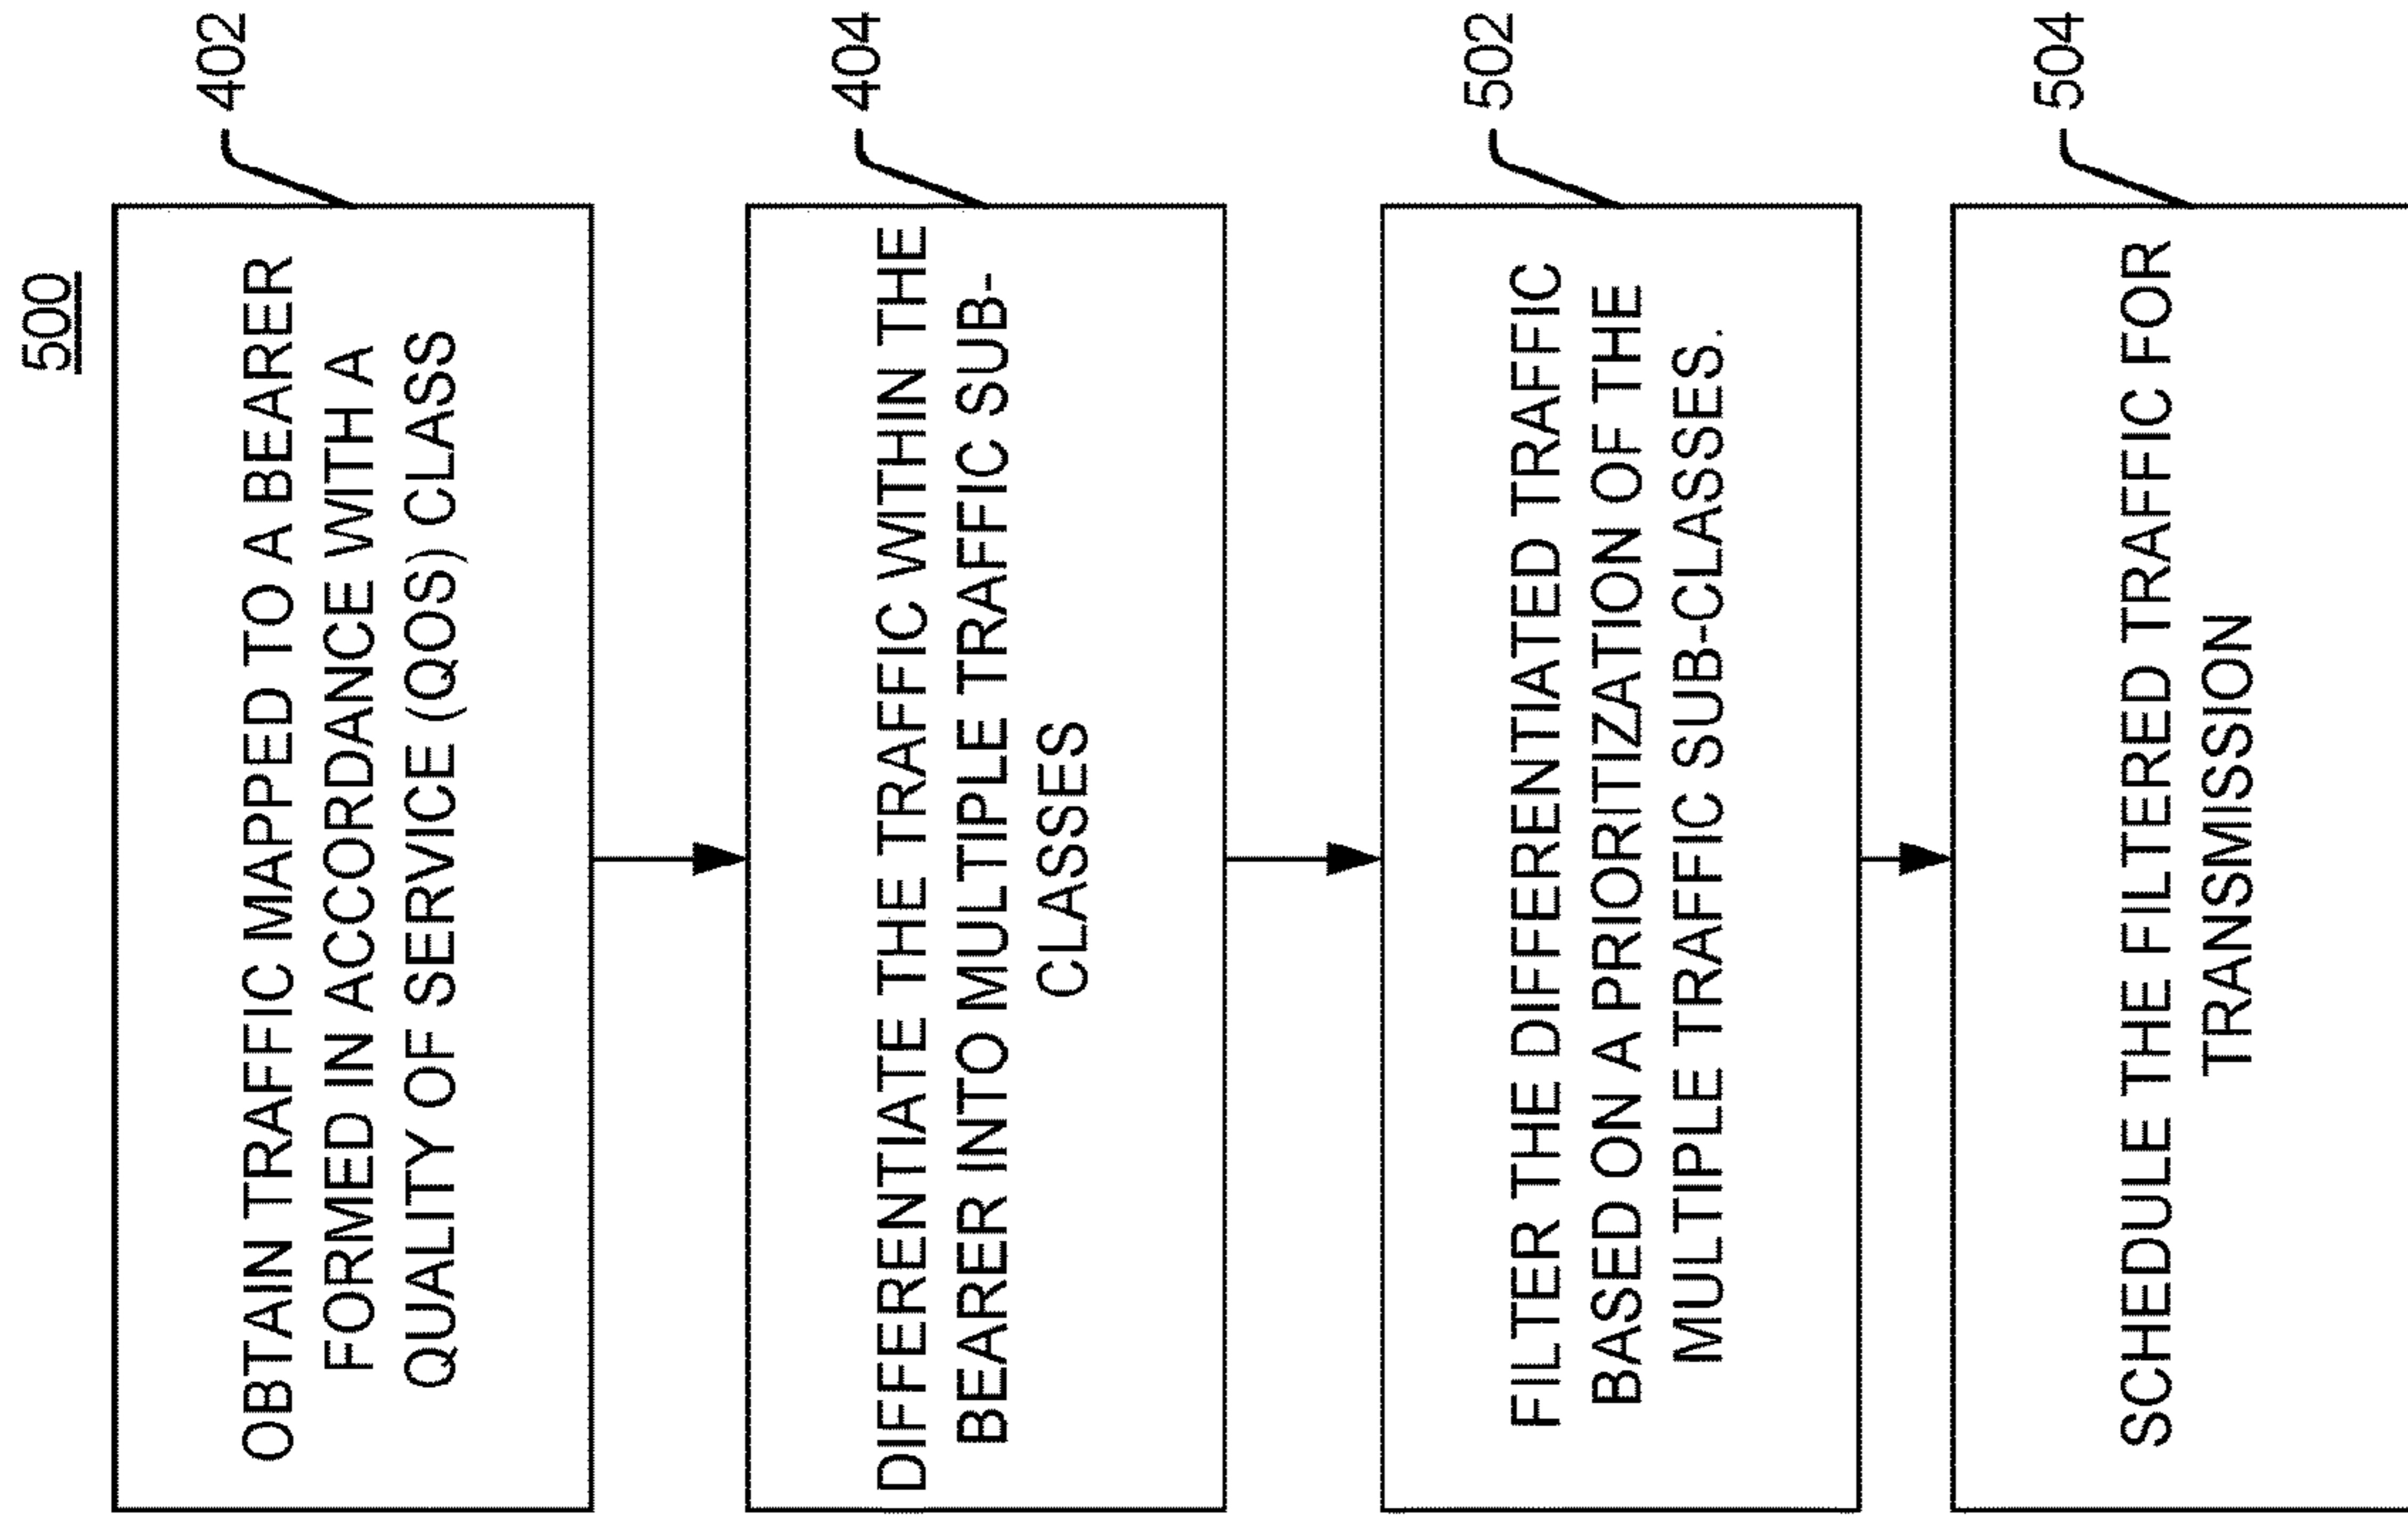 500
OBTAIN TRAFFIC MAPPED TO A BEARER
FORMED IN ACCORDANCE WITH A
QUALITY OF SERVICE (QOS) CLASS
402
DIFFERENTIATE THE TRAFFIC WITHIN THE
BEARER INTO MULTIPLE TRAFFIC SUB-
CLASSES
404
FILTER THE DIFFERENTIATED TRAFFIC
BASED ON A PRIORITIZATION OF THE
MULTIPLE TRAFFIC SUB-CLASSES.
502
SCHEDULE THE FILTERED TRAFFIC FOR
TRANSMISSION
504